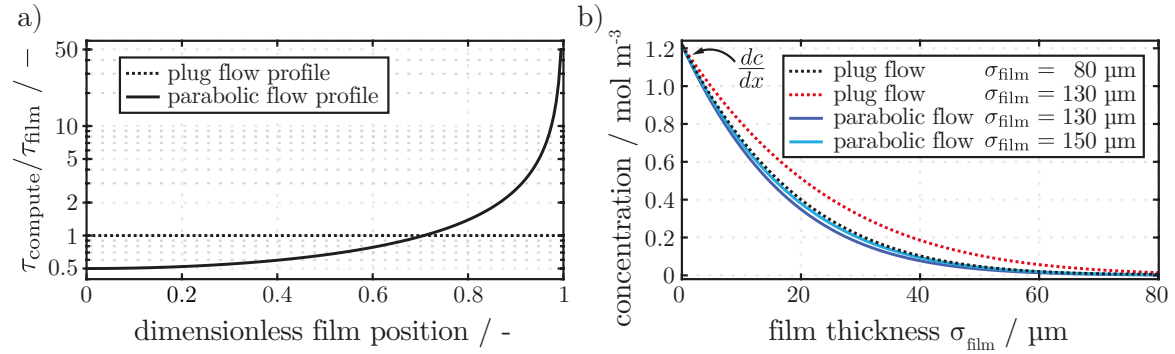 a)
τcompute/τfilm / –
50
10
5
2
1
0.5
plug flow profile
parabolic flow profile
0 0.2 0.4 0.6 0.8 1
dimensionless film position / -
b)
concentration / mol m⁻³
1.2
1.0
0.8
0.6
0.4
0.2
0
dc
dx
plug flow σfilm = 80 µm
plug flow σfilm = 130 µm
parabolic flow σfilm = 130 µm
parabolic flow σfilm = 150 µm
0 20 40 60 80
film thickness σfilm / µm